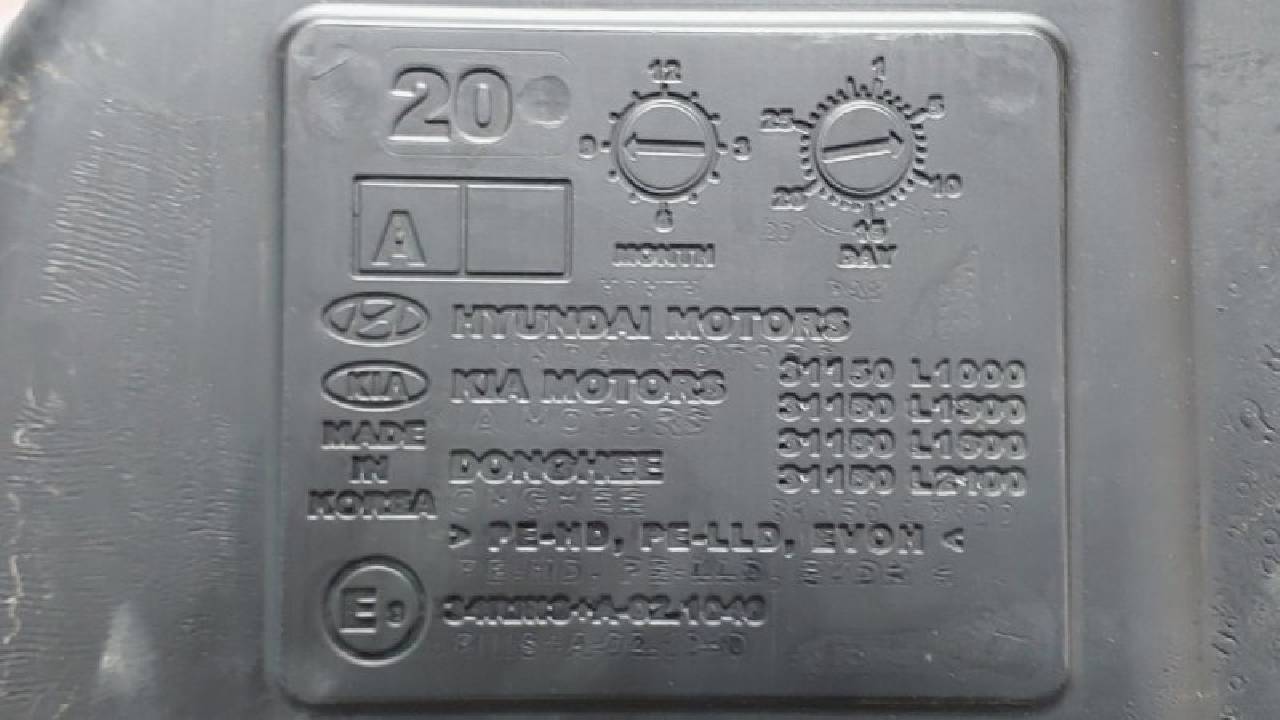 20
12
3
6
9
MONTH
1
5
10
15
20
25
DAY
A
HYUNDAI MOTORS
KIA KIA MOTORS
MADE IN KOREA
DONGHEE
31150 L1000
31150 L1300
31150 L1600
31150 L2100
> PE-HD, PE-LLD, EVOH <
E